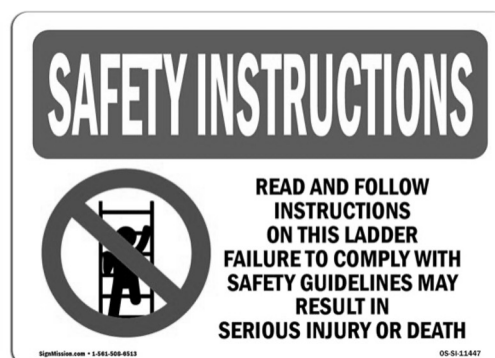 SAFETY INSTRUCTIONS
READ AND FOLLOW
INSTRUCTIONS
ON THIS LADDER
FAILURE TO COMPLY WITH
SAFETY GUIDELINES MAY
RESULT IN
SERIOUS INJURY OR DEATH
SignMission.com • 1-561-508-6513
OS-SI-11447